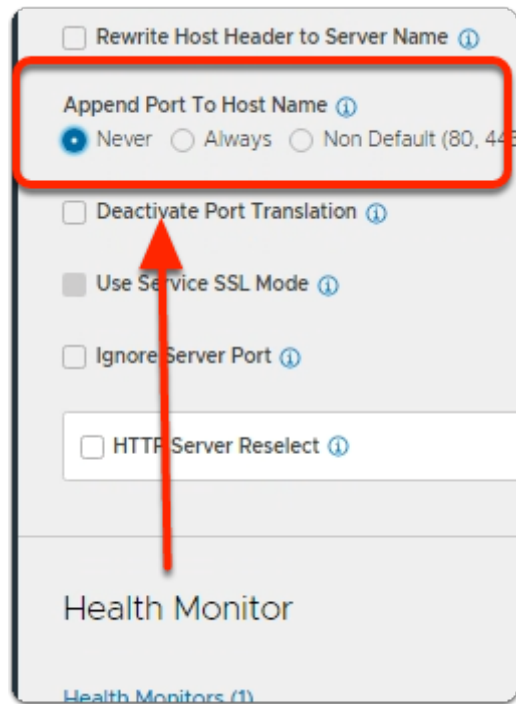 Rewrite Host Header to Server Name
Append Port To Host Name
Never Always Non Default (80, 443
Deactivate Port Translation
Use Service SSL Mode
Ignore Server Port
HTTP Server Reselect
Health Monitor
Health Monitors (1)